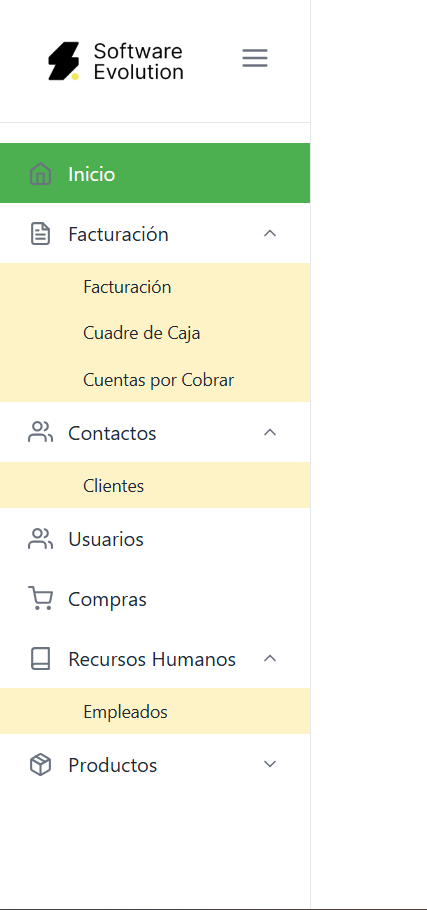 Software
Evolution
Inicio
Facturación
Facturación
Cuadre de Caja
Cuentas por Cobrar
Contactos
Clientes
Usuarios
Compras
Recursos Humanos
Empleados
Productos